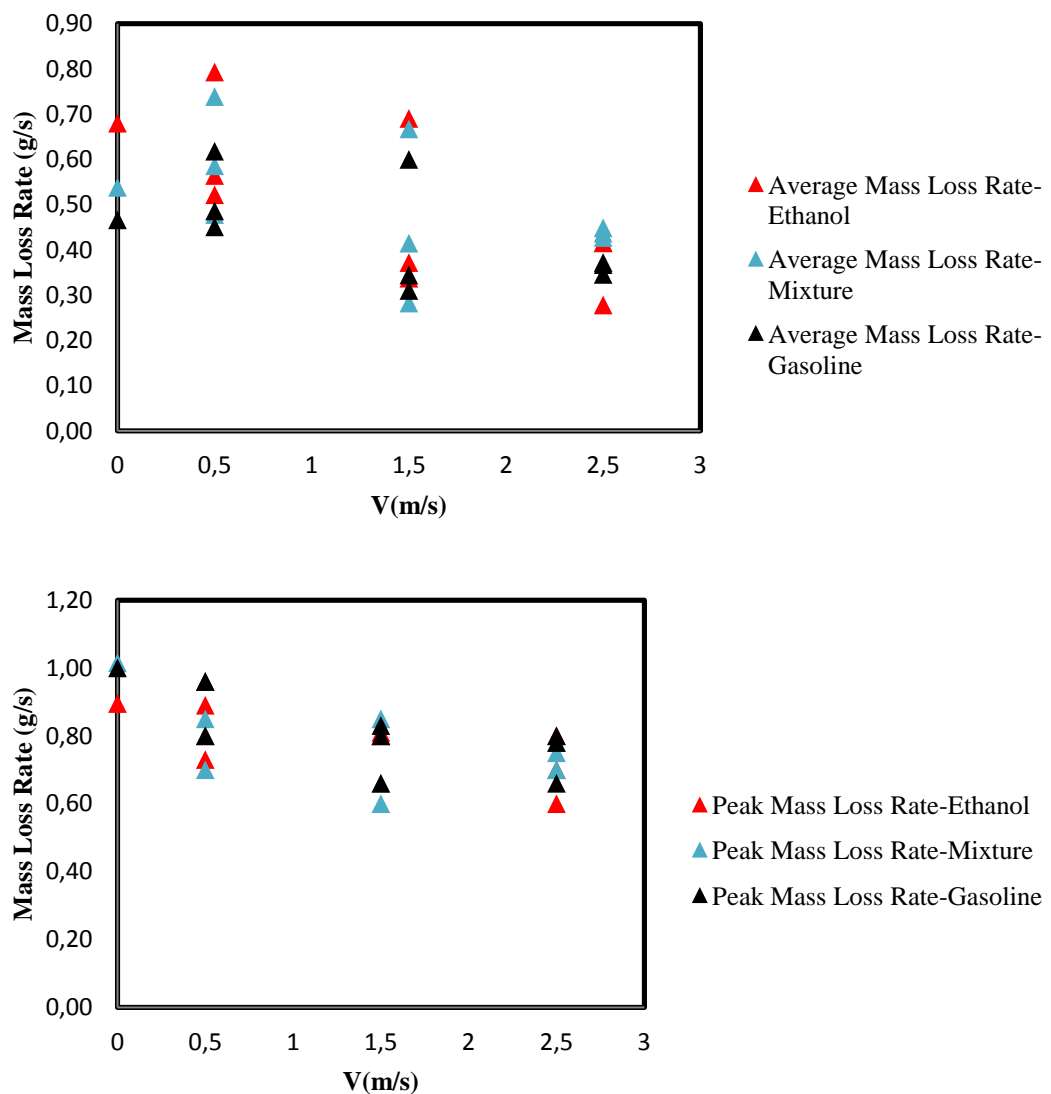 0,90
0,80
0,70
0,60
0,50
0,40
0,30
0,20
0,10
0,00
Mass Loss Rate (g/s)
0 0,5 1 1,5 2 2,5 3
V(m/s)
Average Mass Loss Rate-
Ethanol
Average Mass Loss Rate-
Mixture
Average Mass Loss Rate-
Gasoline
1,20
1,00
0,80
0,60
0,40
0,20
0,00
Mass Loss Rate (g/s)
0 0,5 1 1,5 2 2,5 3
V(m/s)
Peak Mass Loss Rate-Ethanol
Peak Mass Loss Rate-Mixture
Peak Mass Loss Rate-Gasoline